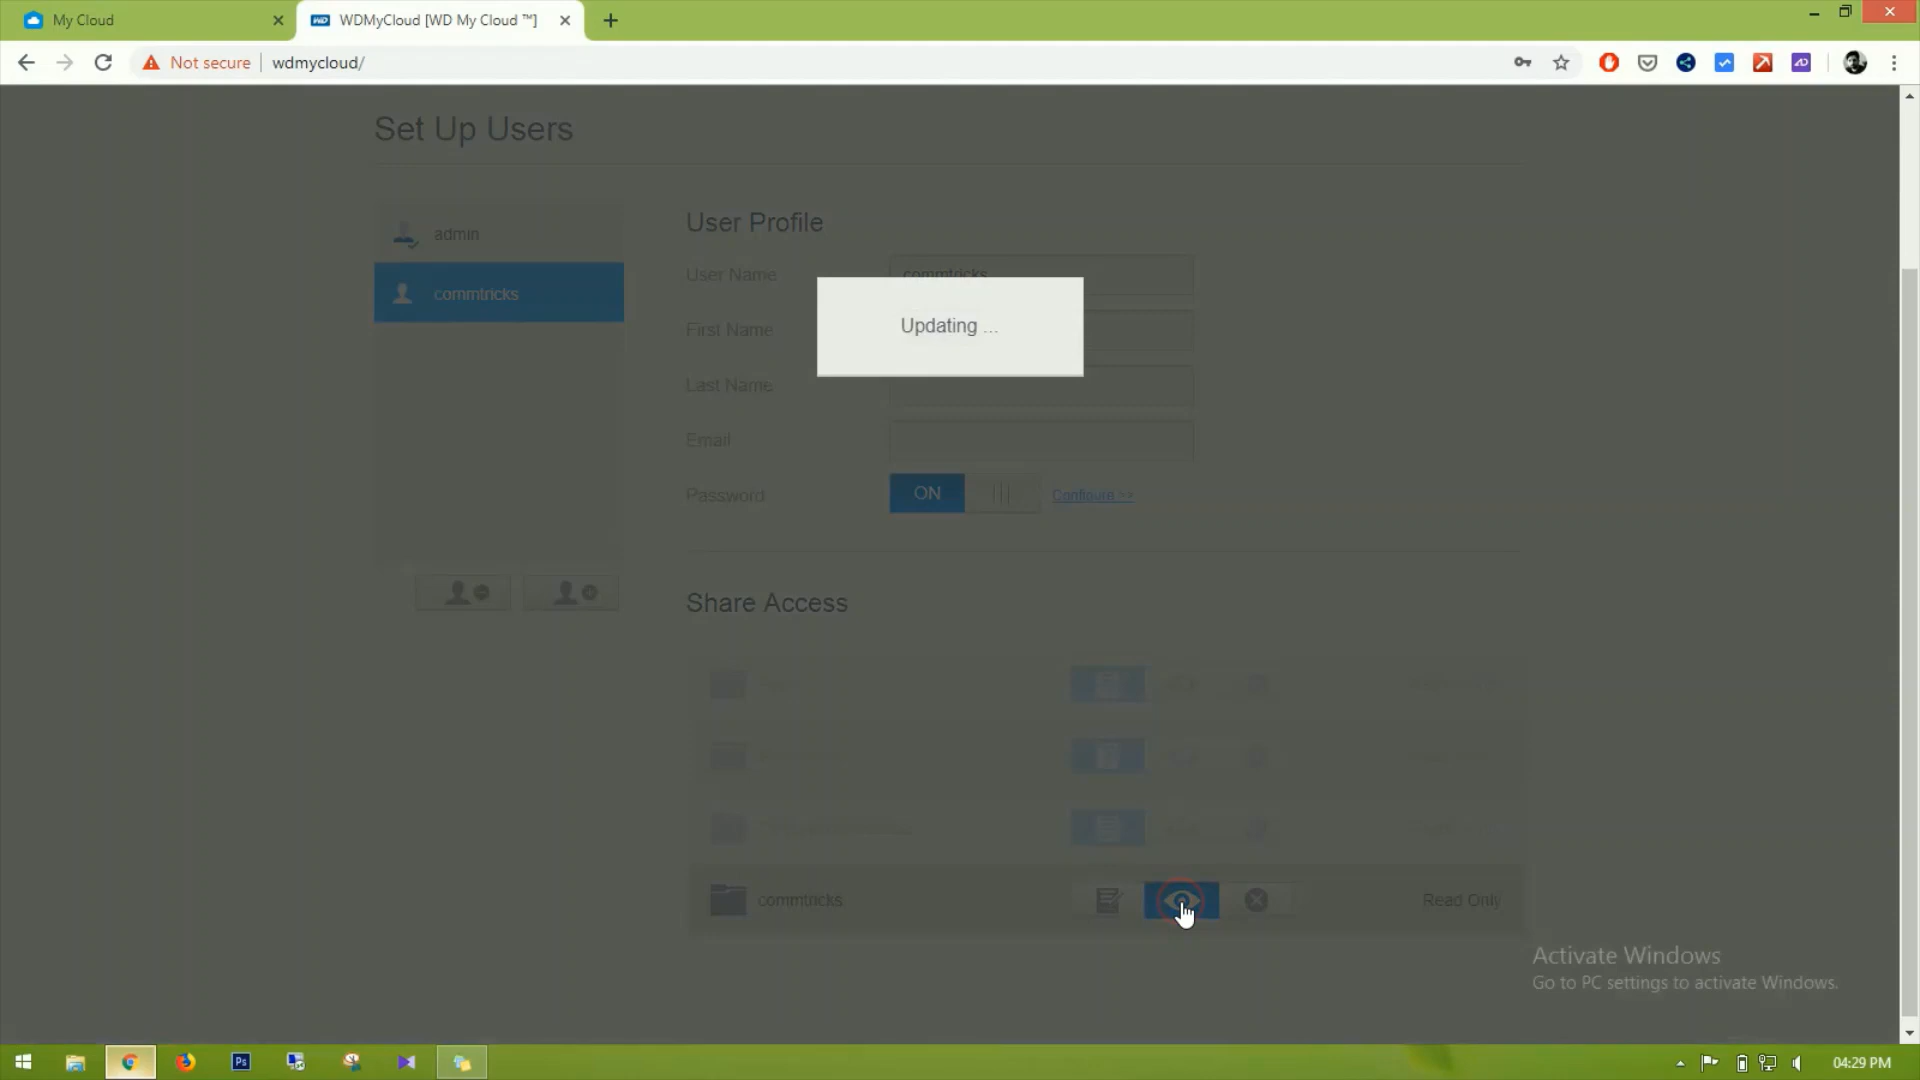 My Cloud
WDMyCloud [WD My Cloud ™]
Not secure
wdmycloud/
Set Up Users
admin
commtricks
User Profile
User Name
commtricks
First Name
Last Name
Email
Password
ON
Configure >>
Updating ...
Share Access
commtricks
Read Only
Activate Windows
Go to PC settings to activate Windows.
Ps
04:29 PM